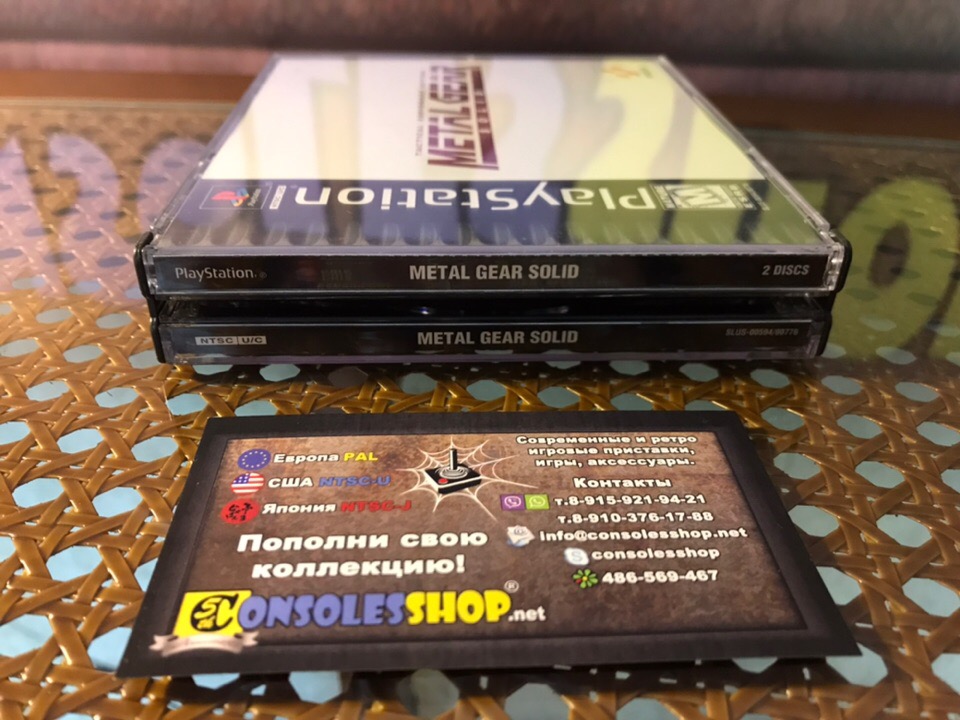 METAL GEAR
PlayStation
PlayStation METAL GEAR SOLID 2 DISCS
NTSC U/C METAL GEAR SOLID SLUS-00594/00776
Европа PAL
США NTSC-U
Япония NTSC-J
Пополни свою
коллекцию!
CONSOLESSHOP®.net
Современные и ретро
игровые приставки,
игры, аксессуары.
Контакты
т.8-915-921-94-21
т.8-910-376-17-88
info@consolesshop.net
consolesshop
486-569-467